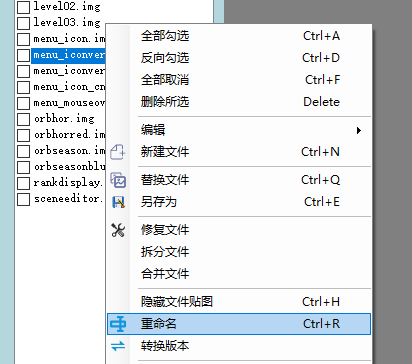 level02.img
level03.img
menu_icon.img
menu_iconver
menu_iconver
menu_icon_cn
menu_mouseov
orbhor.img
orbhorred.im
orbseason.im
orbseasonblu
rankdisplay.
sceneeditor.
全部勾选 Ctrl+A
反向勾选 Ctrl+D
全部取消 Ctrl+F
删除所选 Delete
编辑
新建文件 Ctrl+N
替换文件 Ctrl+Q
另存为 Ctrl+E
修复文件
拆分文件
合并文件
隐藏文件贴图 Ctrl+H
重命名 Ctrl+R
转换版本